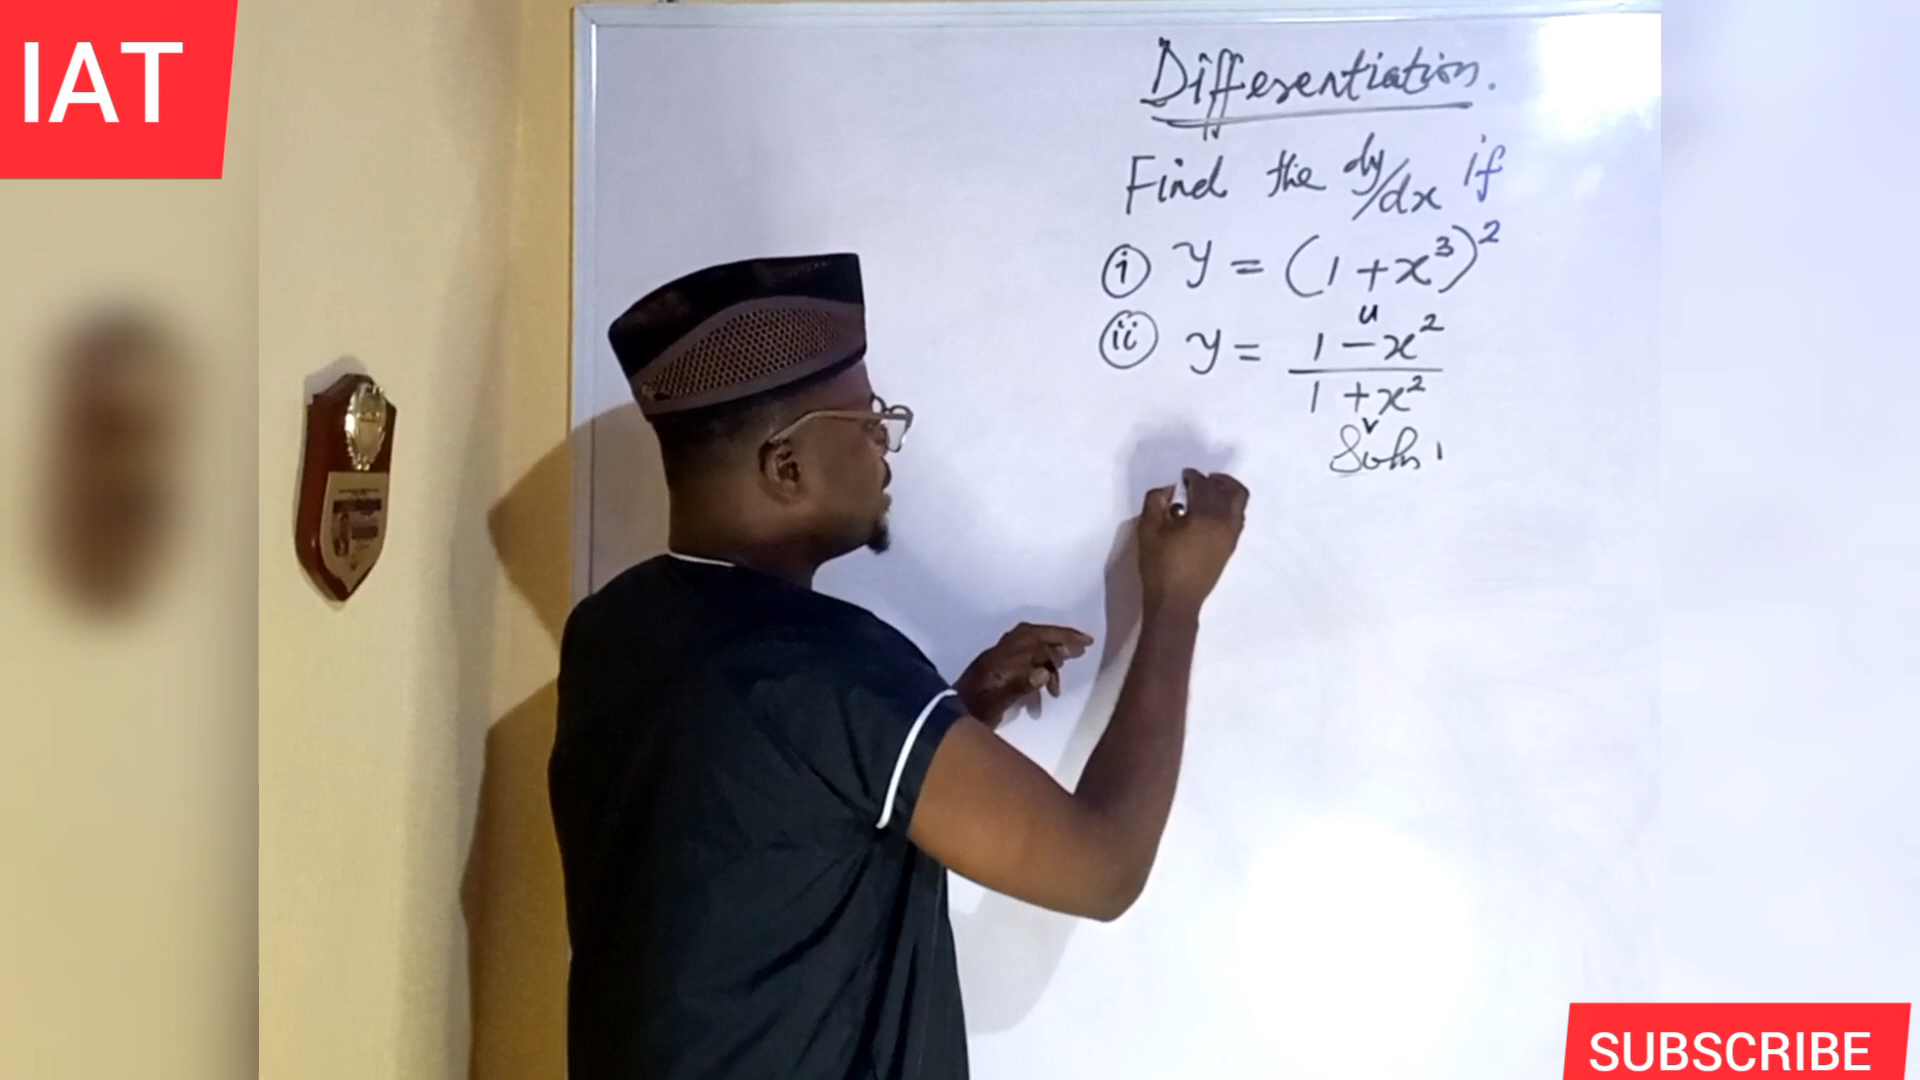 IAT
Differentiation.
Find the dy/dx if
(i) y = (1+x³)²
u
(ii) y = 1-x²
1+x²
v
Soln
SUBSCRIBE